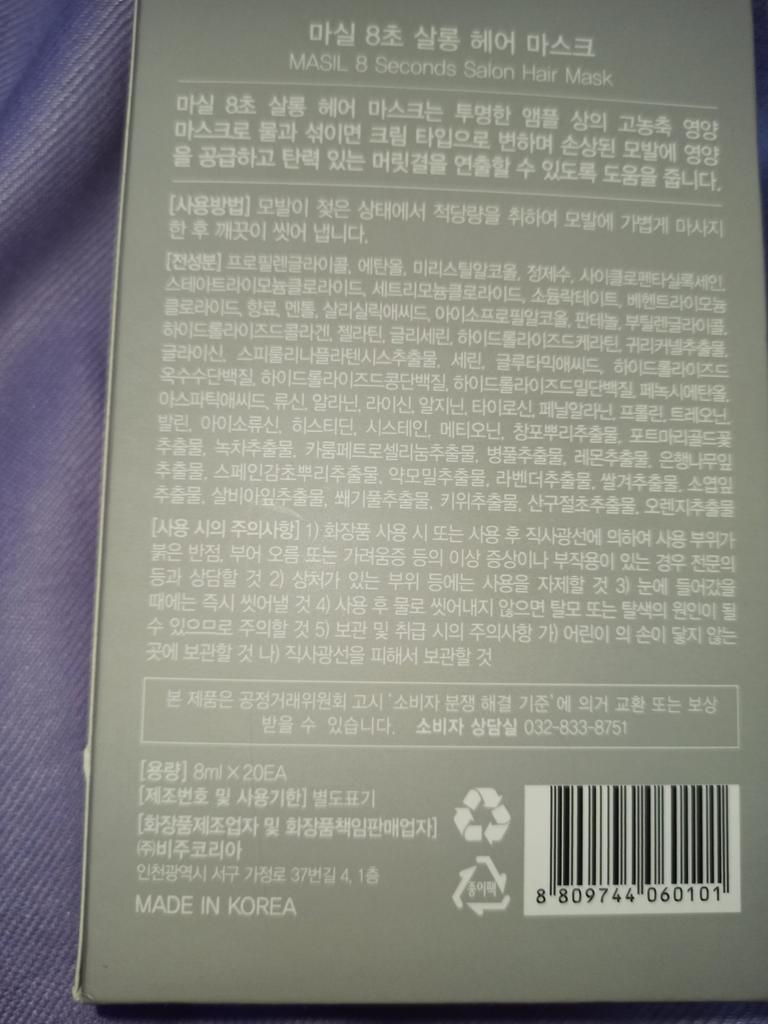 마실 8초 살롱 헤어 마스크
MASIL 8 Seconds Salon Hair Mask
마실 8초 살롱 헤어 마스크는 투명한 앰플 상의 고농축 영양
마스크로 물과 섞이면 크림 타입으로 변하며 손상된 모발에 영양
을 공급하고 탄력 있는 머릿결을 연출할 수 있도록 도움을 줍니다.
[사용방법] 모발이 젖은 상태에서 적당량을 취하여 모발에 가볍게 마사지
한 후 깨끗이 씻어 냅니다.
[전성분] 프로필렌글라이콜, 에탄올, 미리스틸알코올, 정제수, 사이클로펜타실록세인,
스테아트라이모늄클로라이드, 세트리모늄클로라이드, 소듐락테이트, 베헨트라이모늄
클로라이드, 향료, 멘톨, 살리실릭애씨드, 아이소프로필알코올, 판테놀, 부틸렌글라이콜,
하이드롤라이즈드콜라겐, 젤라틴, 글리세린, 하이드롤라이즈드케라틴, 귀리커넬추출물,
글라이신, 스피룰리나플라텐시스추출물, 세린, 글루타믹애씨드, 하이드롤라이즈드
옥수수단백질, 하이드롤라이즈드콩단백질, 하이드롤라이즈드밀단백질, 페녹시에탄올,
아스파틱애씨드, 류신, 알라닌, 라이신, 알지닌, 타이로신, 페닐알라닌, 프롤린, 트레오닌,
발린, 아이소류신, 히스티딘, 시스테인, 메티오닌, 창포뿌리추출물, 포트마리골드꽃
추출물, 녹차추출물, 카룸페트로셀리눔추출물, 병풀추출물, 레몬추출물, 은행나무잎
추출물, 스페인감초뿌리추출물, 약모밀추출물, 라벤더추출물, 쌀겨추출물, 소엽잎
추출물, 살비아잎추출물, 쐐기풀추출물, 키위추출물, 산구절초추출물, 오렌지추출물
[사용 시의 주의사항] 1) 화장품 사용 시 또는 사용 후 직사광선에 의하여 사용 부위가
붉은 반점, 부어 오름 또는 가려움증 등의 이상 증상이나 부작용이 있는 경우 전문의
등과 상담할 것 2) 상처가 있는 부위 등에는 사용을 자제할 것 3) 눈에 들어갔을
때에는 즉시 씻어낼 것 4) 사용 후 물로 씻어내지 않으면 탈모 또는 탈색의 원인이 될
수 있으므로 주의할 것 5) 보관 및 취급 시의 주의사항 가) 어린이 의 손이 닿지 않는
곳에 보관할 것 나) 직사광선을 피해서 보관할 것
본 제품은 공정거래위원회 고시 '소비자 분쟁 해결 기준'에 의거 교환 또는 보상
받을 수 있습니다. 소비자 상담실 032-833-8751
[용량] 8ml × 20EA
[제조번호 및 사용기한] 별도표기
[화장품제조업자 및 화장품책임판매업자]
㈜비주코리아
인천광역시 서구 가정로 37번길 4, 1층
MADE IN KOREA
종이팩
8 809744 060101